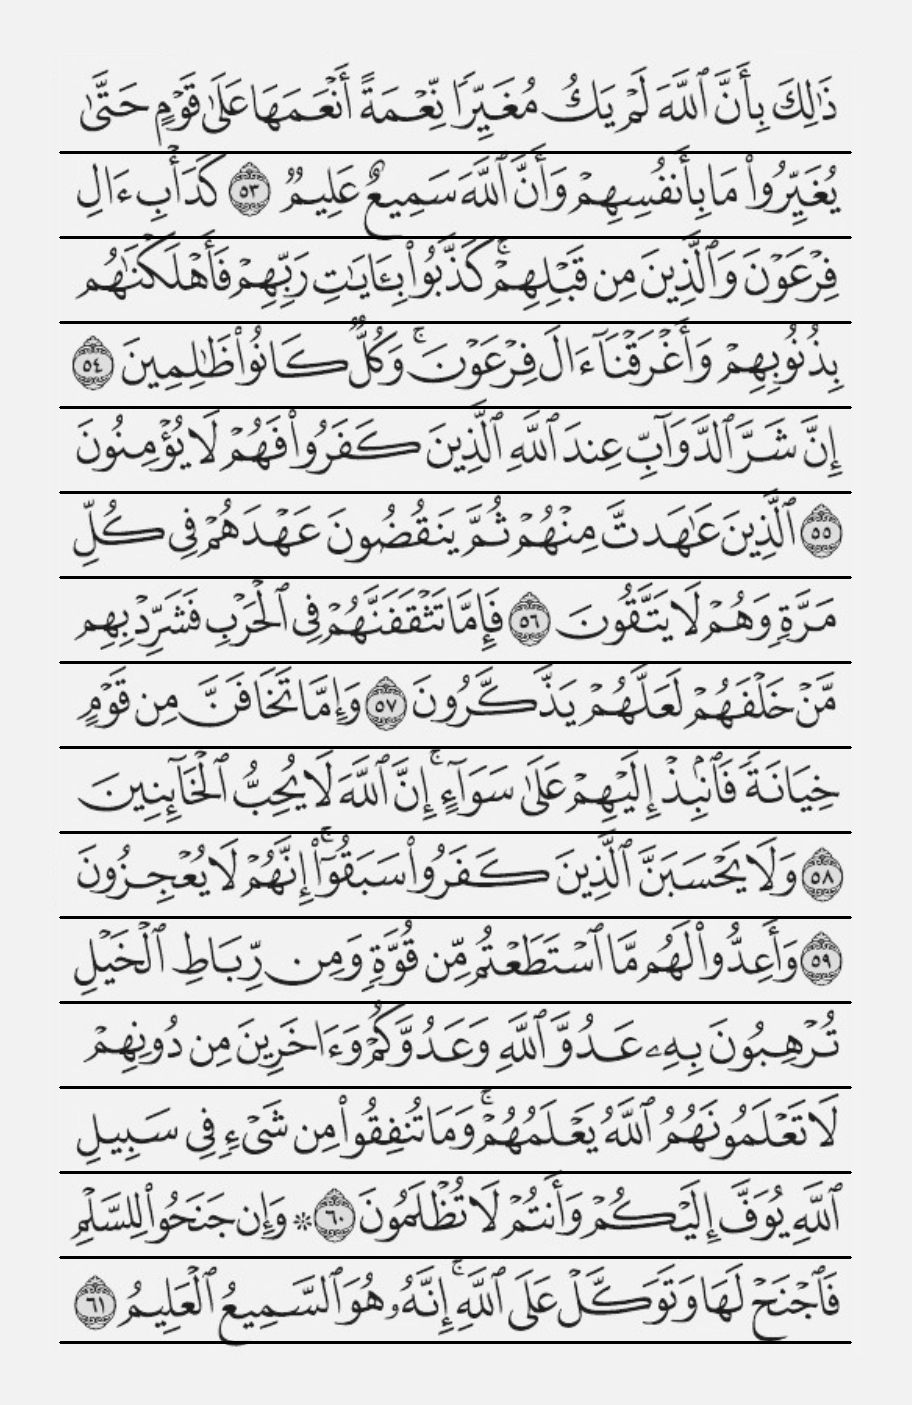 ذَٰلِكَ بِأَنَّ ٱللَّهَ لَمْ يَكُ مُغَيِّرًا نِّعْمَةً أَنْعَمَهَا عَلَىٰ قَوْمٍ حَتَّىٰ
يُغَيِّرُوا۟ مَا بِأَنفُسِهِمْ وَأَنَّ ٱللَّهَ سَمِيعٌ عَلِيمٌ ٥٣ كَدَأْبِ ءَالِ
فِرْعَوْنَ وَٱلَّذِينَ مِن قَبْلِهِمْ ۚ كَذَّبُوا۟ بِـَٔايَـٰتِ رَبِّهِمْ فَأَهْلَكْنَـٰهُم
بِذُنُوبِهِمْ وَأَغْرَقْنَآ ءَالَ فِرْعَوْنَ ۚ وَكُلٌّ كَانُوا۟ ظَـٰلِمِينَ ٥٤
إِنَّ شَرَّ ٱلدَّوَآبِّ عِندَ ٱللَّهِ ٱلَّذِينَ كَفَرُوا۟ فَهُمْ لَا يُؤْمِنُونَ
٥٥ ٱلَّذِينَ عَـٰهَدتَّ مِنْهُمْ ثُمَّ يَنقُضُونَ عَهْدَهُمْ فِى كُلِّ
مَرَّةٍ وَهُمْ لَا يَتَّقُونَ ٥٦ فَإِمَّا تَثْقَفَنَّهُمْ فِى ٱلْحَرْبِ فَشَرِّدْ بِهِم
مَّنْ خَلْفَهُمْ لَعَلَّهُمْ يَذَّكَّرُونَ ٥٧ وَإِمَّا تَخَافَنَّ مِن قَوْمٍ
خِيَانَةً فَٱنۢبِذْ إِلَيْهِمْ عَلَىٰ سَوَآءٍ ۚ إِنَّ ٱللَّهَ لَا يُحِبُّ ٱلْخَآئِنِينَ
٥٨ وَلَا يَحْسَبَنَّ ٱلَّذِينَ كَفَرُوا۟ سَبَقُوٓا۟ ۚ إِنَّهُمْ لَا يُعْجِزُونَ
٥٩ وَأَعِدُّوا۟ لَهُم مَّا ٱسْتَطَعْتُم مِّن قُوَّةٍ وَمِن رِّبَاطِ ٱلْخَيْلِ
تُرْهِبُونَ بِهِۦ عَدُوَّ ٱللَّهِ وَعَدُوَّكُمْ وَءَاخَرِينَ مِن دُونِهِمْ
لَا تَعْلَمُونَهُمُ ٱللَّهُ يَعْلَمُهُمْ ۚ وَمَا تُنفِقُوا۟ مِن شَىْءٍ فِى سَبِيلِ
ٱللَّهِ يُوَفَّ إِلَيْكُمْ وَأَنتُمْ لَا تُظْلَمُونَ ٦٠ ۞ وَإِن جَنَحُوا۟ لِلسَّلْمِ
فَٱجْنَحْ لَهَا وَتَوَكَّلْ عَلَى ٱللَّهِ ۚ إِنَّهُۥ هُوَ ٱلسَّمِيعُ ٱلْعَلِيمُ ٦١